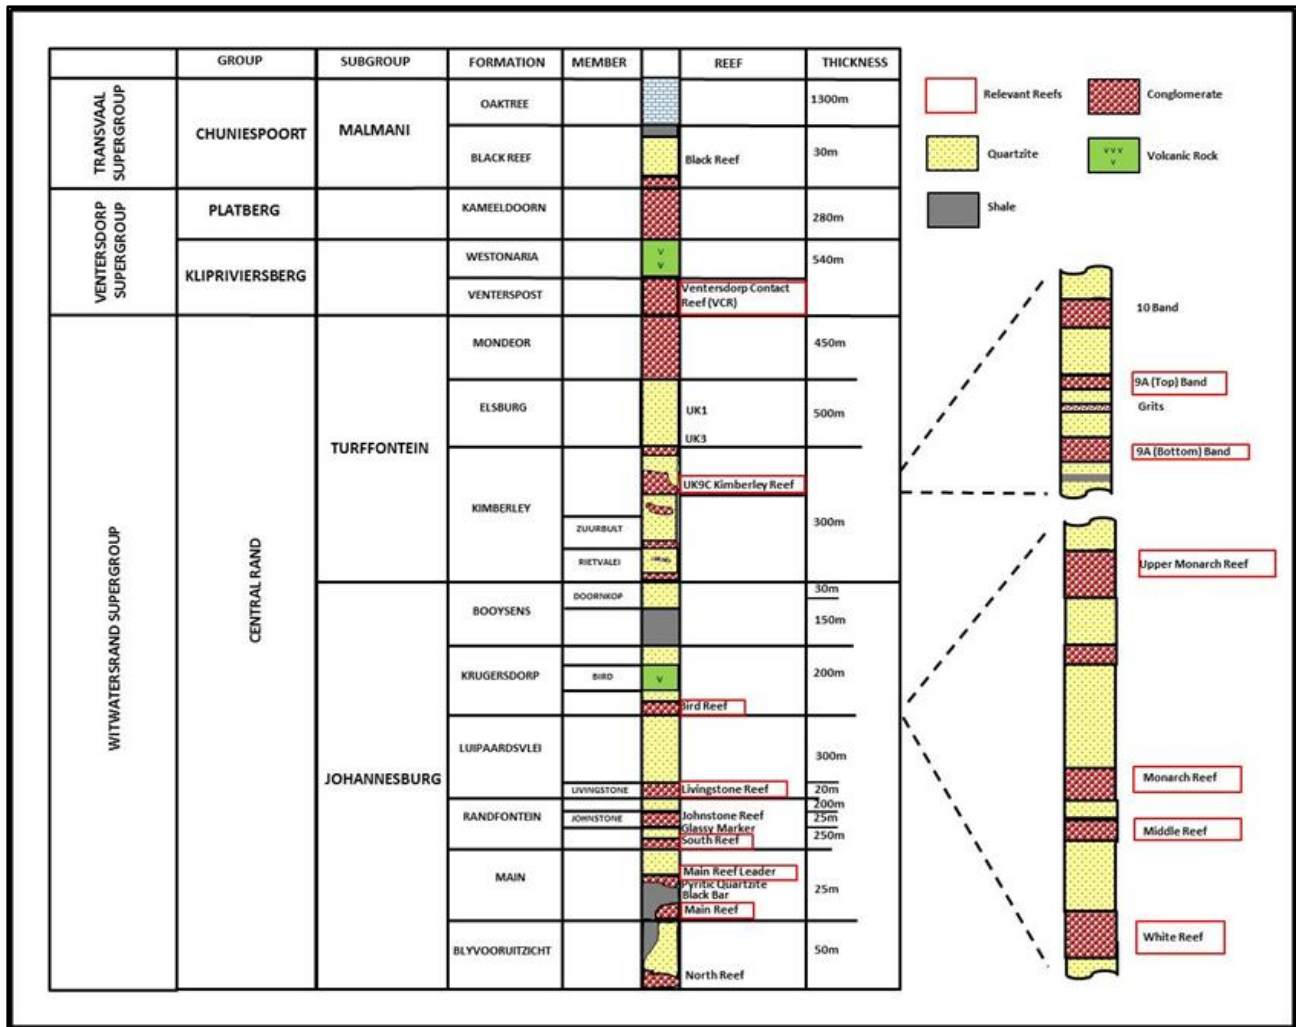 GROUP SUBGROUP FORMATION MEMBER REEF THICKNESS
TRANSVAAL
SUPERGROUP
CHUNIESPOORT
MALMANI
OAKTREE
1300m
BLACK REEF
Black Reef
30m
VENTERSDORP
SUPERGROUP
PLATBERG
KAMEELDOORN
280m
KLIPRIVIERSBERG
WESTONARIA
V
V
540m
VENTERSPOST
Ventersdorp Contact
Reef (VCR)
WITWATERSRAND SUPERGROUP
CENTRAL RAND
TURFFONTEIN
MONDEOR
450m
ELSBURG
UK1
UK3
500m
KIMBERLEY
UK9C Kimberley Reef
300m
ZUURBULT
RIETVALEI
JOHANNESBURG
BOOYSENS
DOORNKOP
30m
150m
KRUGERSDORP
BIRD
V
200m
Bird Reef
LUIPAARDSVLEI
300m
LIVINGSTONE
Livingstone Reef
20m
RANDFONTEIN
200m
JOHNSTONE
Johnstone Reef
25m
Glassy Marker
250m
South Reef
MAIN
Main Reef Leader
Pyritic Quartzite
Black Bar
25m
Main Reef
BLYVOORUITZICHT
50m
North Reef
Relevant Reefs
Conglomerate
Quartzite
V V V
V
Volcanic Rock
Shale
10 Band
9A (Top) Band
Grits
9A (Bottom) Band
Upper Monarch Reef
Monarch Reef
Middle Reef
White Reef